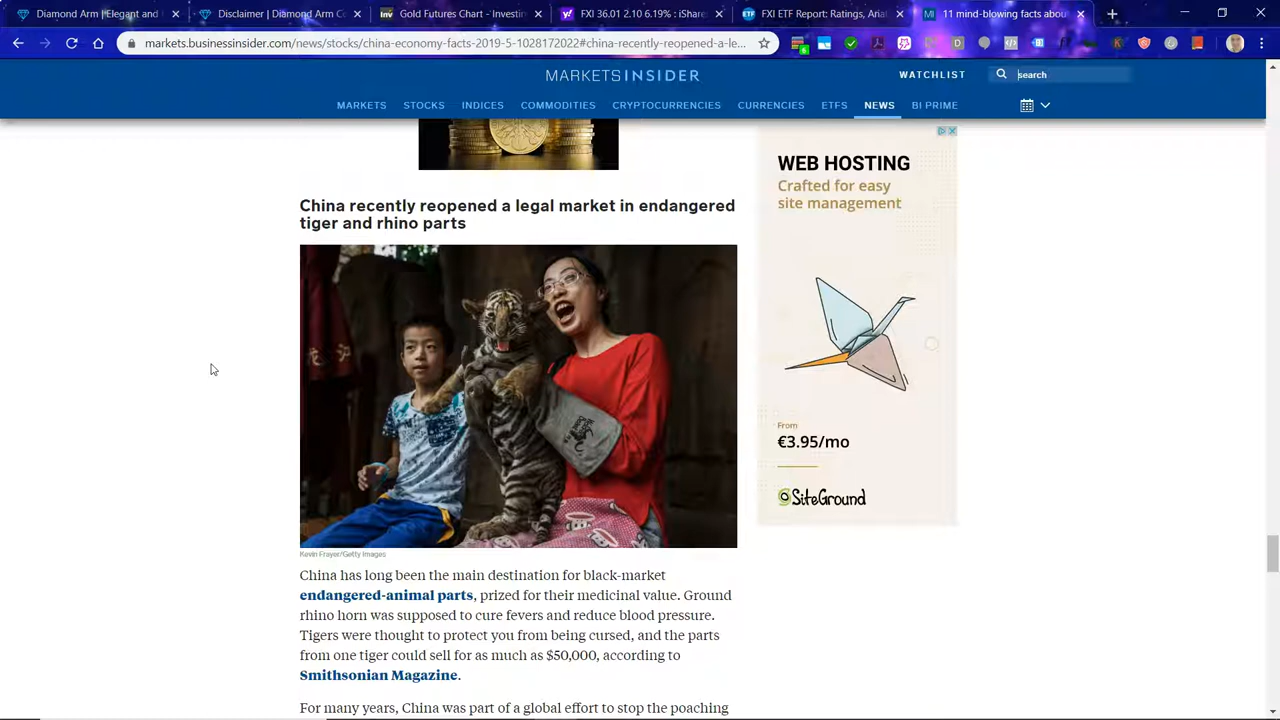 Diamond Arm | "Elegant and
Disclaimer | Diamond Arm C
Gold Futures Chart - Investin
FXI 36.01 2.10 6.19% : iShare
FXI ETF Report: Ratings, Ana
11 mind-blowing facts about
markets.businessinsider.com/news/stocks/china-economy-facts-2019-5-1028172022#china-recently-reopened-a-le...
MARKETS INSIDER
WATCHLIST
search
MARKETS STOCKS INDICES COMMODITIES CRYPTOCURRENCIES CURRENCIES ETFS NEWS BI PRIME
China recently reopened a legal market in endangered
tiger and rhino parts
Kevin Frayer/Getty Images
China has long been the main destination for black-market
endangered-animal parts, prized for their medicinal value. Ground
rhino horn was supposed to cure fevers and reduce blood pressure.
Tigers were thought to protect you from being cursed, and the parts
from one tiger could sell for as much as $50,000, according to
Smithsonian Magazine.
For many years, China was part of a global effort to stop the poaching
WEB HOSTING
Crafted for easy
site management
From
€3.95/mo
SiteGround